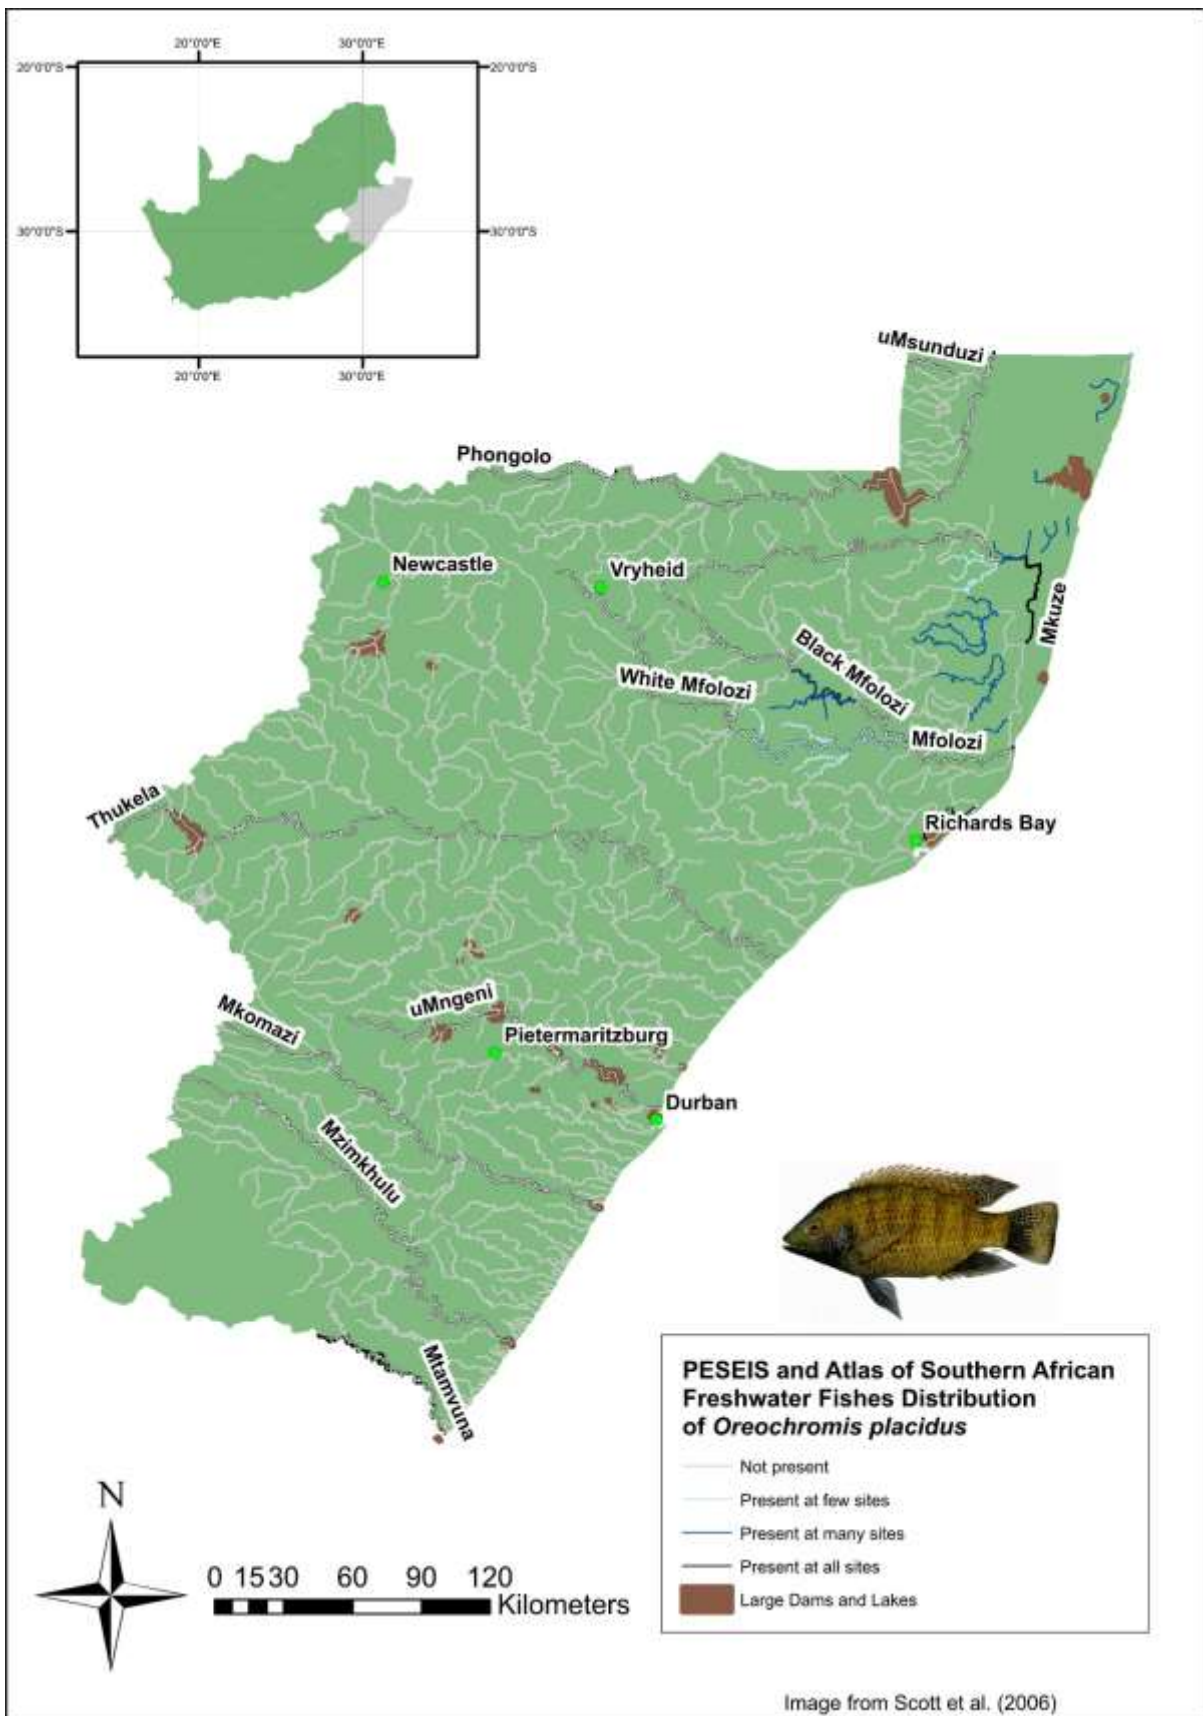 20°0'0"E 30°0'0"E
20°0'0"S 20°0'0"S
30°0'0"S 30°0'0"S
20°0'0"E 30°0'0"E
uMsunduzi
Phongolo
Newcastle
Vryheid
Mkuze
Black Mfolozi
White Mfolozi
Mfolozi
Thukela
Richards Bay
uMngeni
Mkomazi
Pietermaritzburg
Durban
Mzimkhulu
Mtamvuna
PESEIS and Atlas of Southern African
Freshwater Fishes Distribution
of Oreochromis placidus
Not present
Present at few sites
Present at many sites
Present at all sites
Large Dams and Lakes
N
0 15 30 60 90 120
Kilometers
Image from Scott et al. (2006)